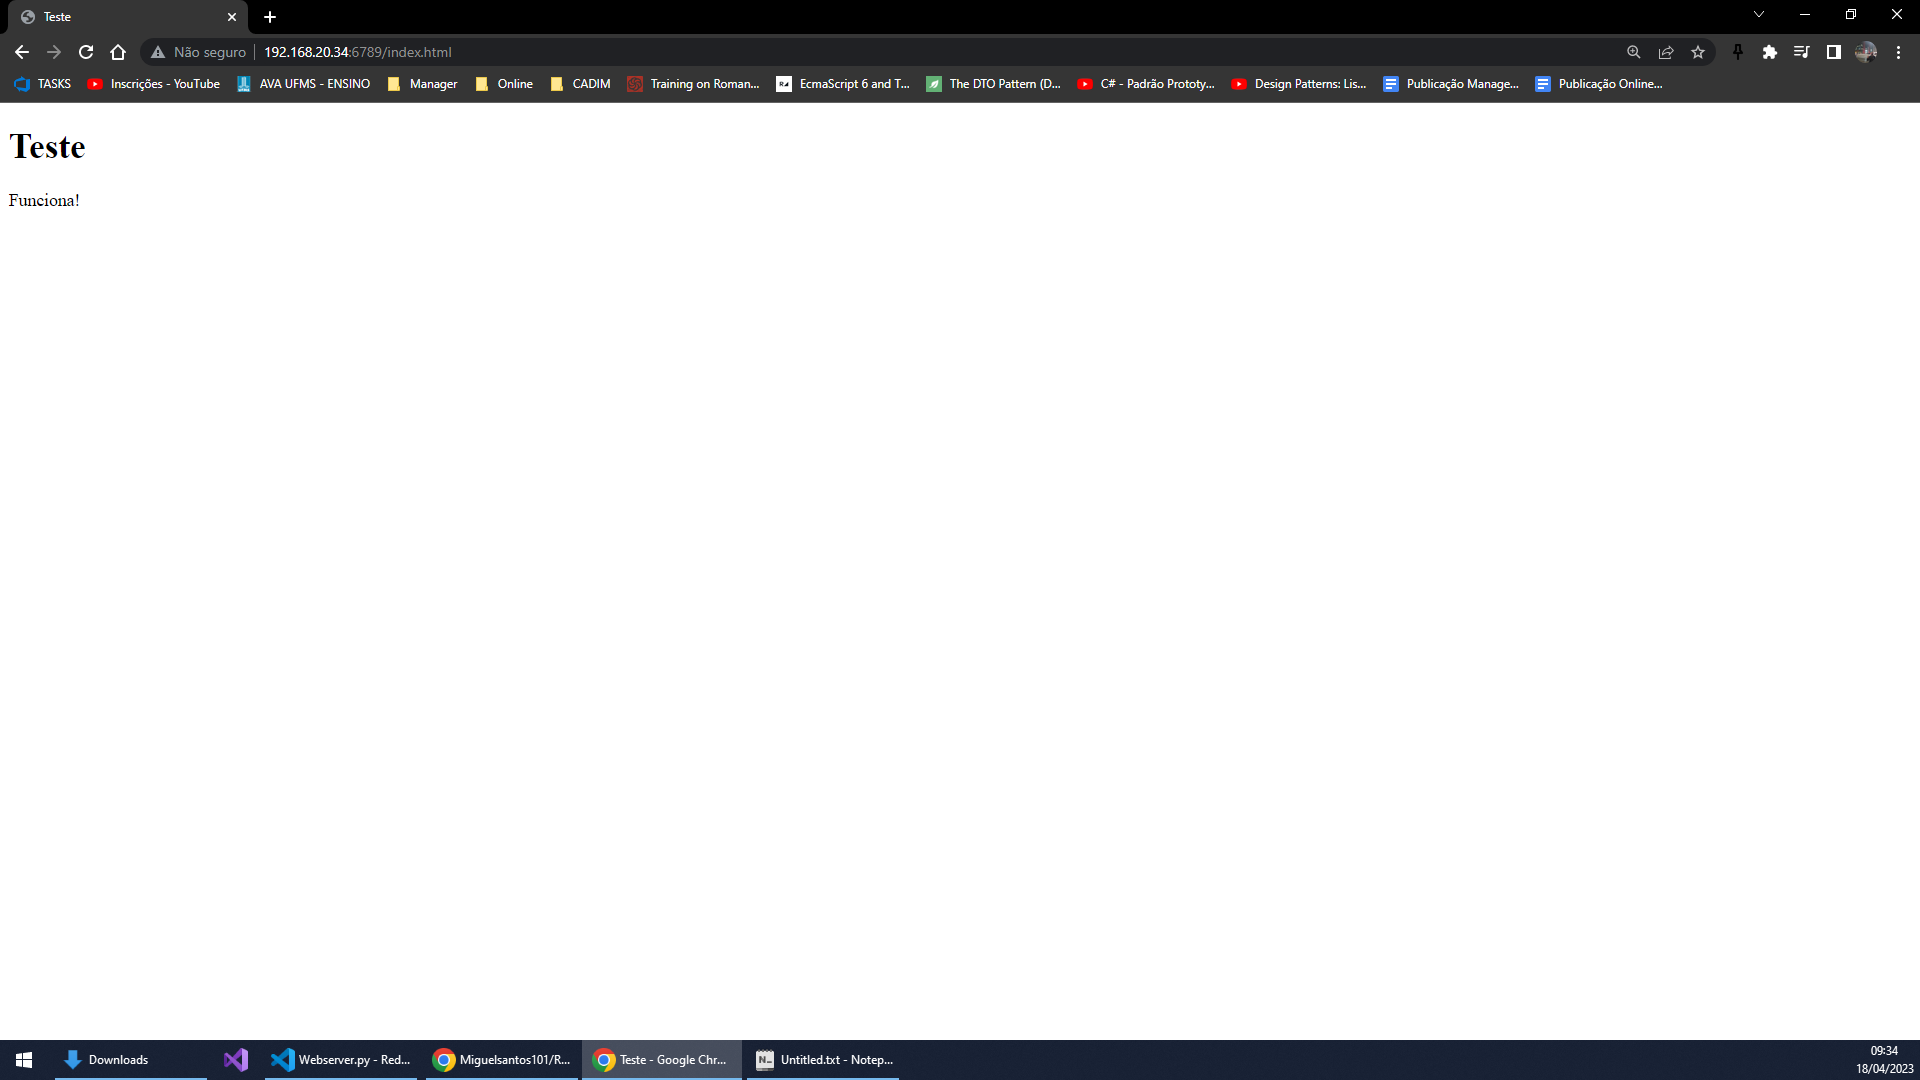 Teste
Não seguro 192.168.20.34:6789/index.html
TASKS Inscrições - YouTube AVA UFMS - ENSINO Manager Online CADIM Training on Roman... EcmaScript 6 and T... The DTO Pattern (D... C# - Padrão Prototy... Design Patterns: Lis... Publicação Manage... Publicação Online...
Teste
Funciona!
Downloads Webserver.py - Red... Miguelsantos101/R... Teste - Google Chr... Untitled.txt - Notep...
09:34
18/04/2023